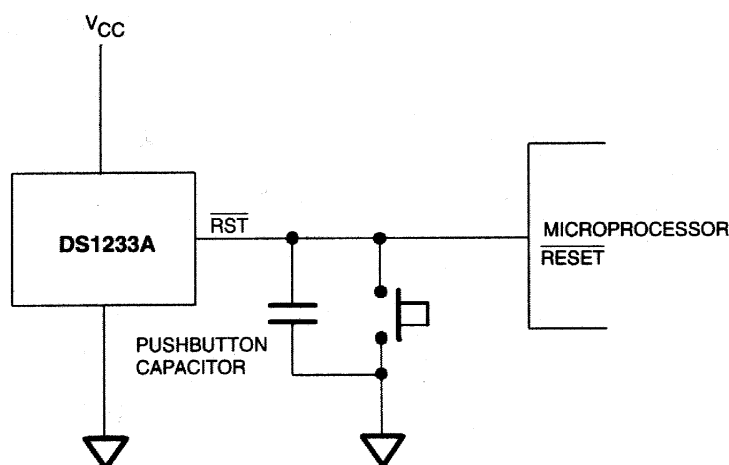 VCC
DS1233A
RST
MICROPROCESSOR
RESET
PUSHBUTTON
CAPACITOR